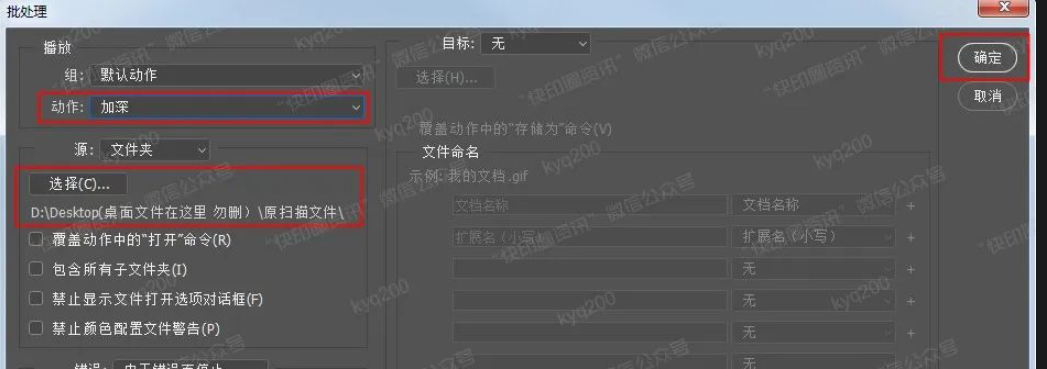 批处理
播放
组: 默认动作
动作: 加深
源: 文件夹
选择(C)...
D:\Desktop(桌面文件在这里 勿删）\原扫描文件\
覆盖动作中的“打开”命令(R)
包含所有子文件夹(I)
禁止显示文件打开选项对话框(F)
禁止颜色配置文件警告(P)
错误: 由于错误而停止
目标: 无
选择(H)...
覆盖动作中的“存储为”命令(V)
文件命名
示例: 我的文档.gif
文档名称 文档名称 +
扩展名（小写） 扩展名（小写） +
无 +
无 +
无 +
无
确定
取消
“快印圈资讯”微信公众号
kyq200